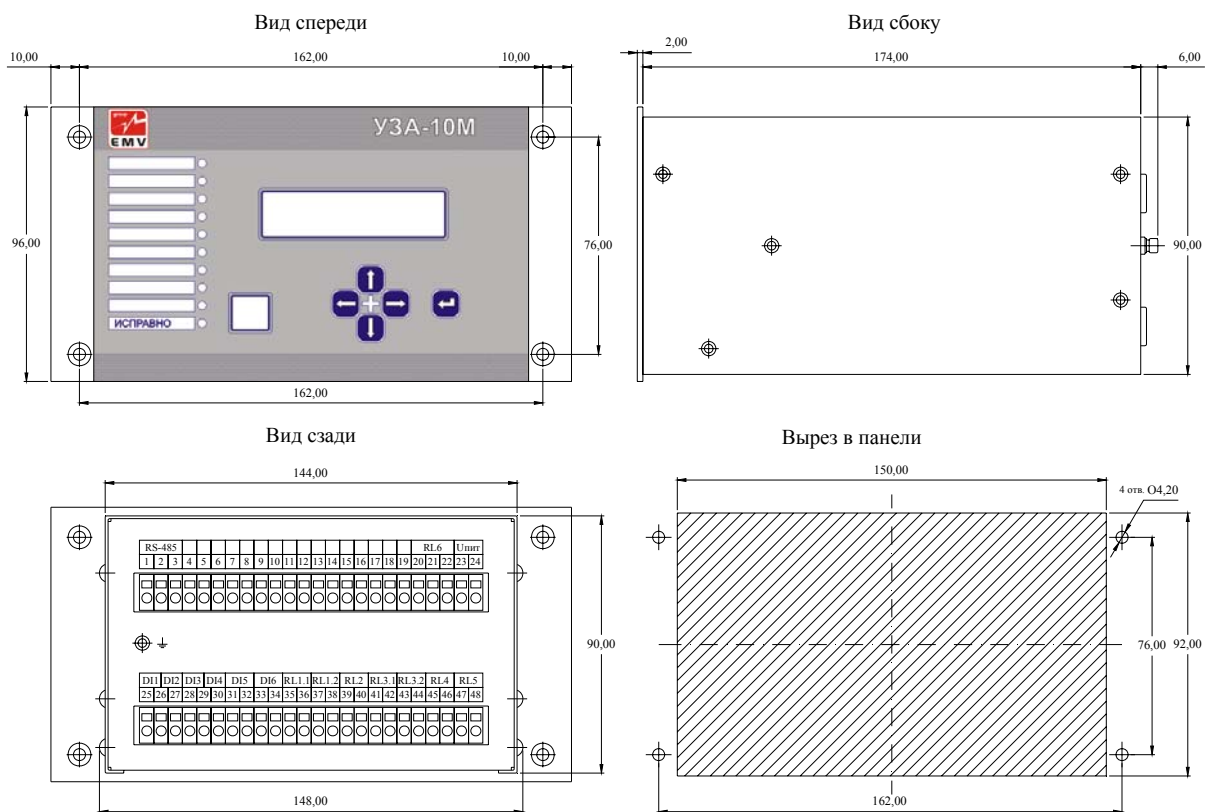 Вид спереди
Вид сбоку
10,00
162,00
10,00
2,00
174,00
6,00
group
EMV
УЗА-10М
96,00
76,00
90,00
ИСПРАВНО
162,00
Вид сзади
Вырез в панели
144,00
150,00
4 отв. О4,20
RS-485
RL6
Uпит
1 2 3 4 5 6 7 8 9 10 11 12 13 14 15 16 17 18 19 20 21 22 23 24
90,00
76,00
92,00
DI1 DI2 DI3 DI4 DI5 DI6 RL1.1 RL1.2 RL2 RL3.1 RL3.2 RL4 RL5
25 26 27 28 29 30 31 32 33 34 35 36 37 38 39 40 41 42 43 44 45 46 47 48
148,00
162,00